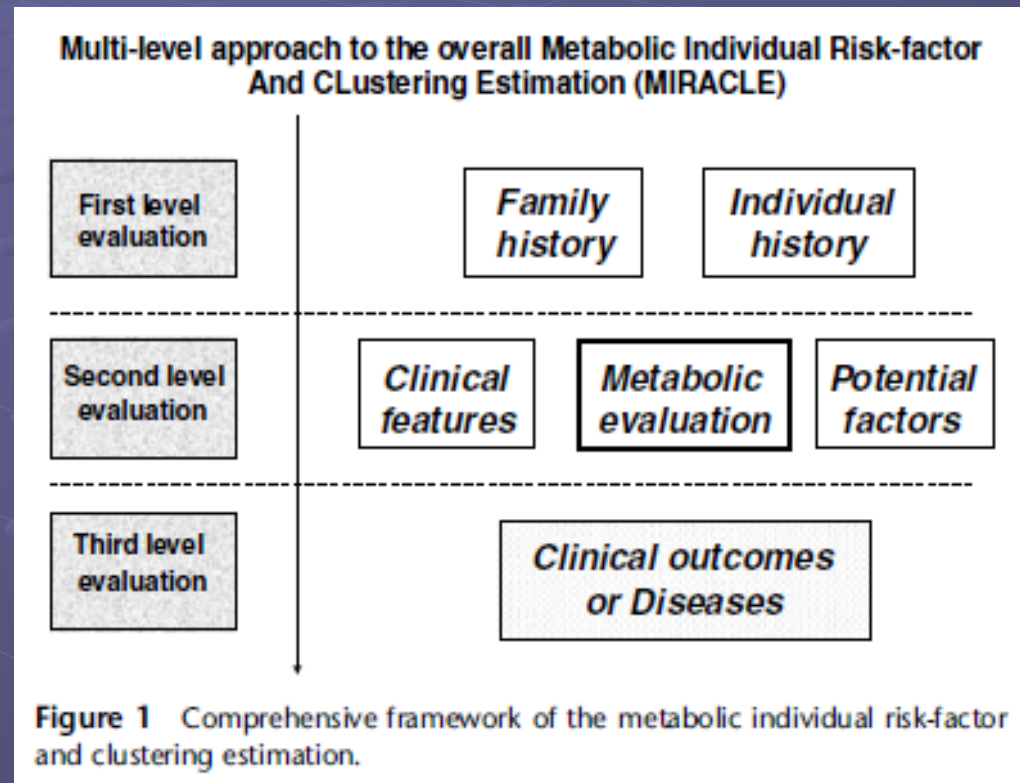 Multi-level approach to the overall Metabolic Individual Risk-factor
And CLustering Estimation (MIRACLE)
First level
evaluation
Family
history
Individual
history
Second level
evaluation
Clinical
features
Metabolic
evaluation
Potential
factors
Third level
evaluation
Clinical outcomes
or Diseases
Figure 1 Comprehensive framework of the metabolic individual risk-factor
and clustering estimation.